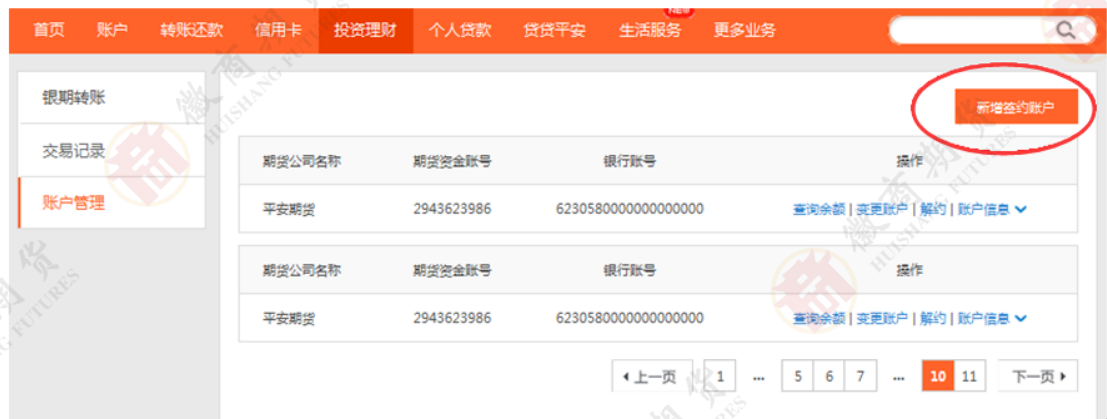 NEW
首页 账户 转账还款 信用卡 投资理财 个人贷款 贷贷平安 生活服务 更多业务
银期转账
交易记录
账户管理
新增签约账户
期货公司名称 期货资金账号 银行账号 操作
平安期货 2943623986 6230580000000000000 查询余额 | 变更账户 | 解约 | 账户信息
期货公司名称 期货资金账号 银行账号 操作
平安期货 2943623986 6230580000000000000 查询余额 | 变更账户 | 解约 | 账户信息
上一页 1 ... 5 6 7 ... 10 11 下一页
徽商期货
HUISHANG FUTURES